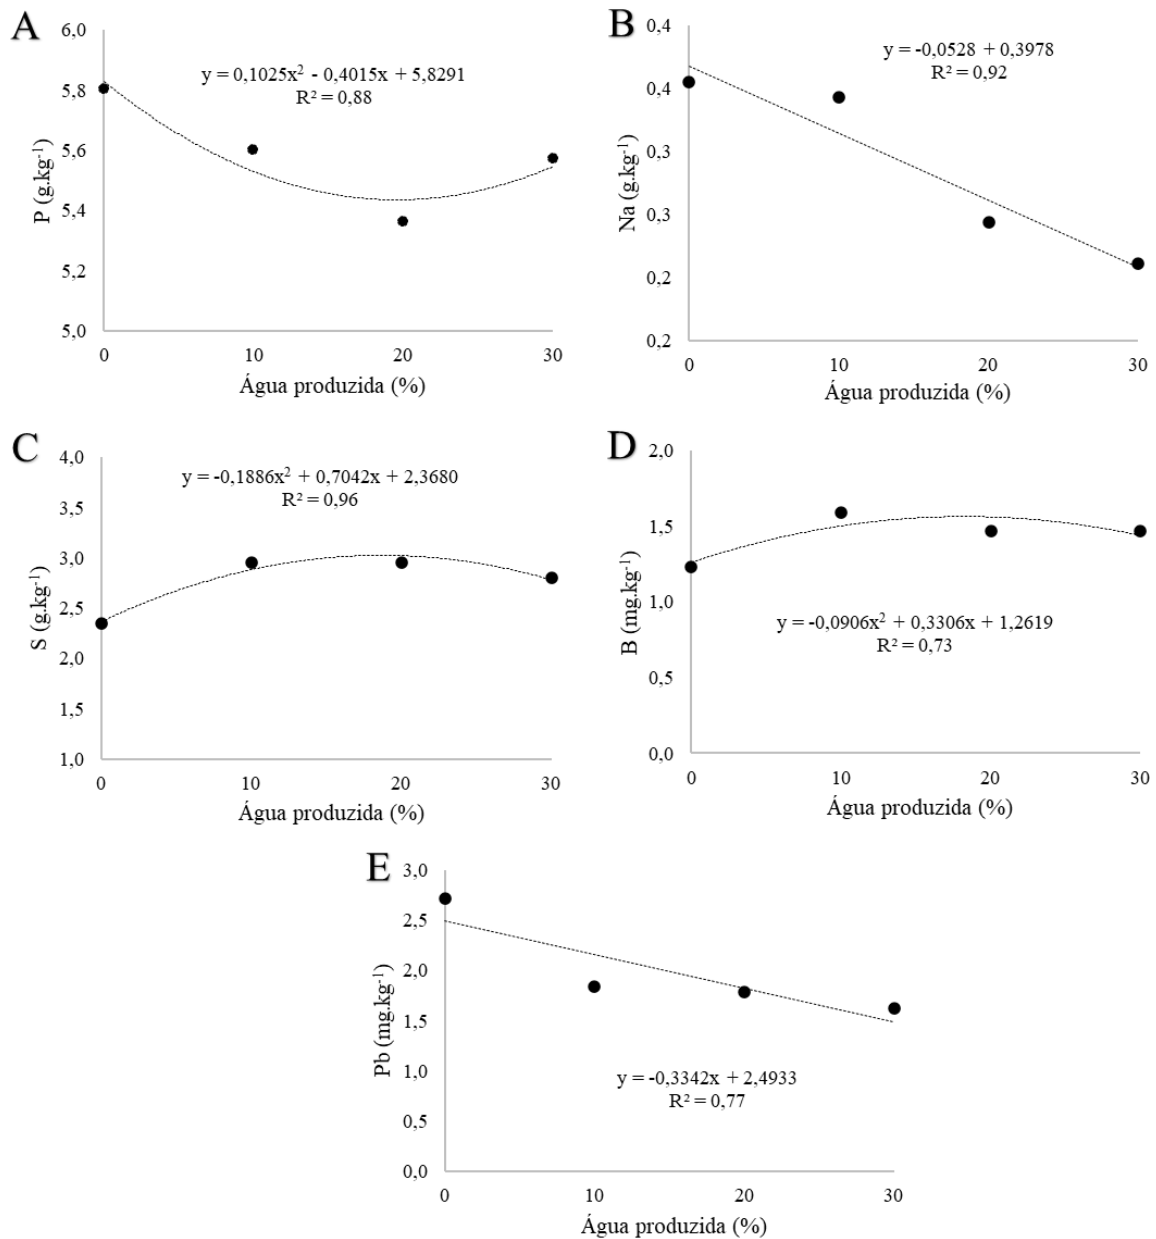 A
6,0
5,8
5,6
5,4
5,2
5,0
P (g.kg⁻¹)
y = 0,1025x² - 0,4015x + 5,8291
R² = 0,88
0 10 20 30
Água produzida (%)
B
0,4
0,4
0,3
0,3
0,2
0,2
Na (g.kg⁻¹)
y = -0,0528 + 0,3978
R² = 0,92
0 10 20 30
Água produzida (%)
C
4,0
3,5
3,0
2,5
2,0
1,5
1,0
S (g.kg⁻¹)
y = -0,1886x² + 0,7042x + 2,3680
R² = 0,96
0 10 20 30
Água produzida (%)
D
2,0
1,5
1,0
0,5
0,0
B (mg.kg⁻¹)
y = -0,0906x² + 0,3306x + 1,2619
R² = 0,73
0 10 20 30
Água produzida (%)
E
3,0
2,5
2,0
1,5
1,0
0,5
0,0
Pb (mg.kg⁻¹)
y = -0,3342x + 2,4933
R² = 0,77
0 10 20 30
Água produzida (%)